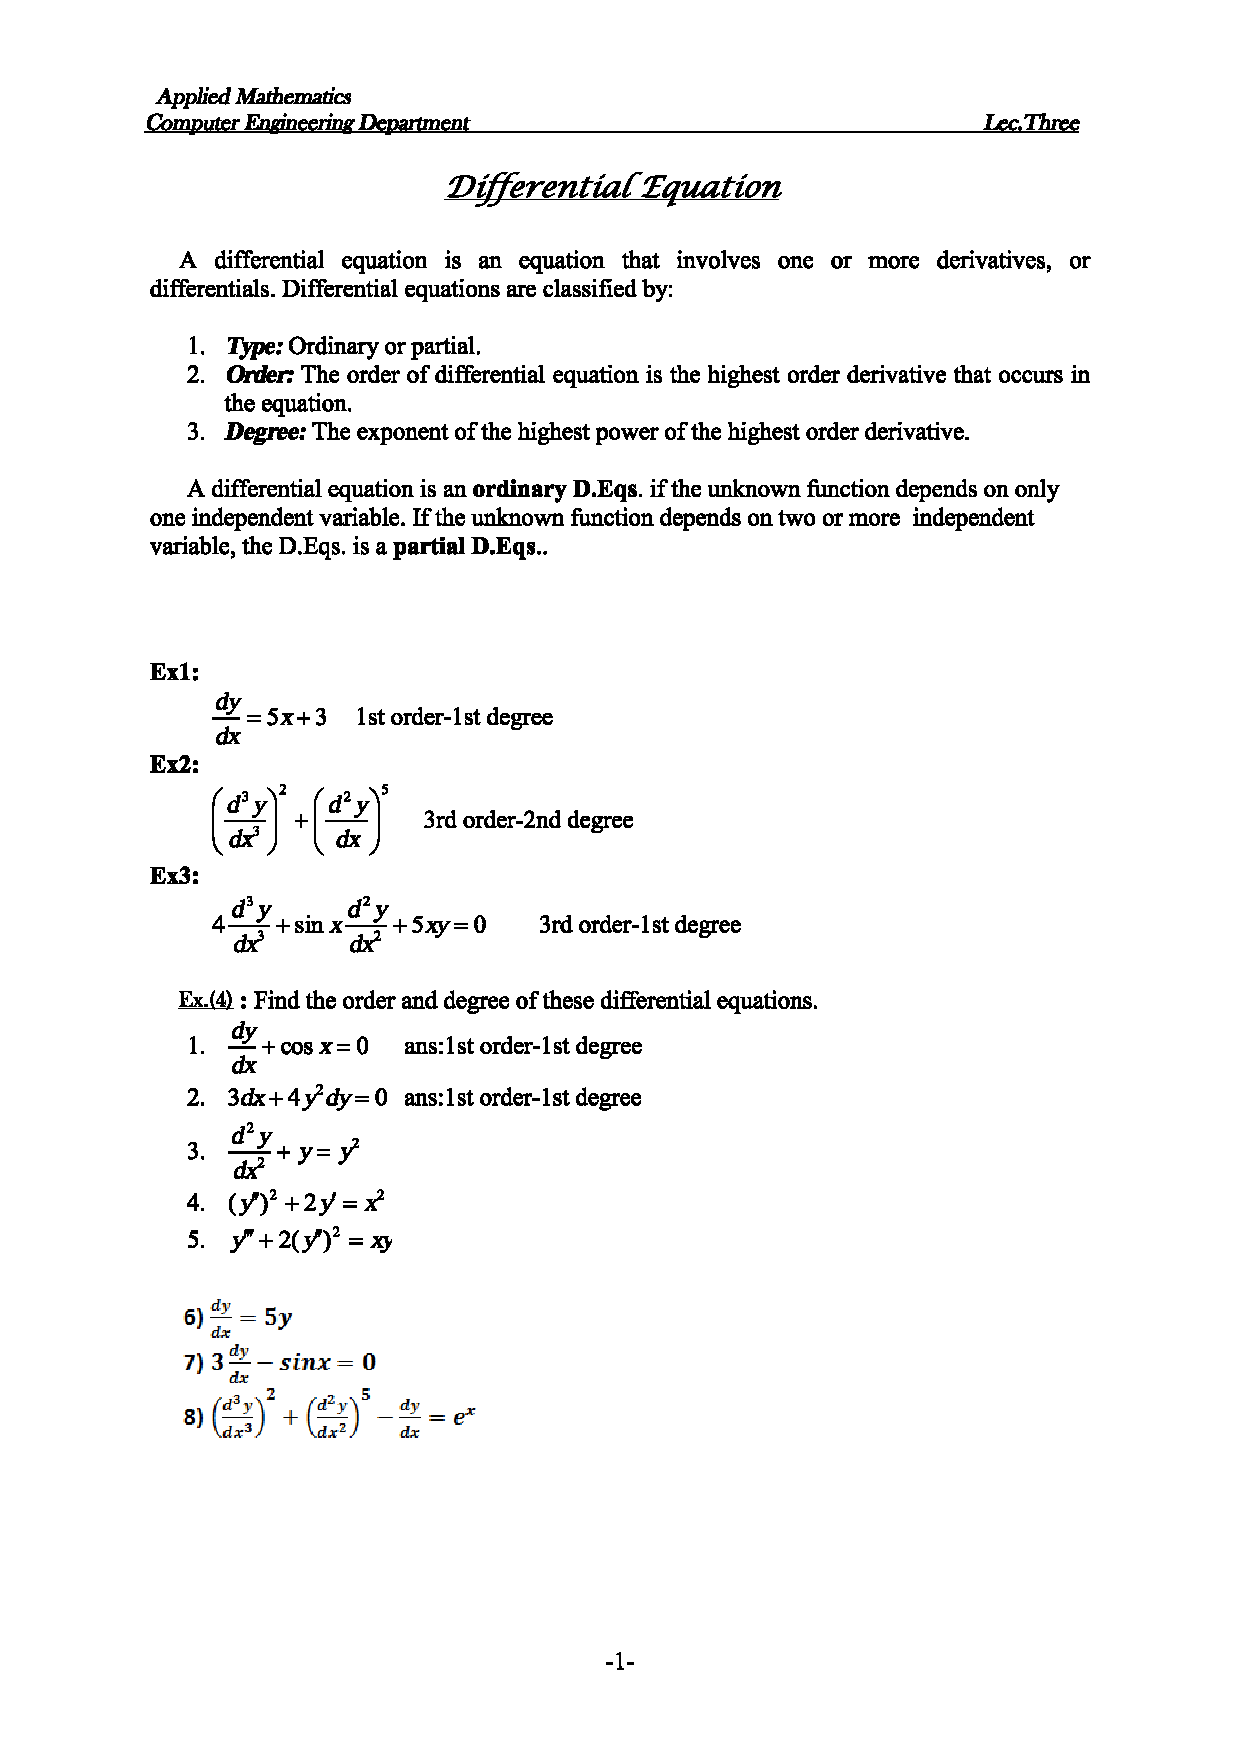 Applied Mathematics
Computer Engineering Department Lec.Three
Differential Equation
A differential equation is an equation that involves one or more derivatives, or
differentials. Differential equations are classified by:
1. Type: Ordinary or partial.
2. Order: The order of differential equation is the highest order derivative that occurs in
the equation.
3. Degree: The exponent of the highest power of the highest order derivative.
A differential equation is an ordinary D.Eqs. if the unknown function depends on only
one independent variable. If the unknown function depends on two or more independent
variable, the D.Eqs. is a partial D.Eqs..
Ex1:
dy/dx = 5x + 3 1st order-1st degree
Ex2:
(d³y/dx³)² + (d²y/dx)⁵ 3rd order-2nd degree
Ex3:
4 d³y/dx³ + sin x d²y/dx² + 5xy = 0 3rd order-1st degree
Ex.(4) : Find the order and degree of these differential equations.
1. dy/dx + cos x = 0 ans:1st order-1st degree
2. 3dx + 4y²dy = 0 ans:1st order-1st degree
3. d²y/dx² + y = y²
4. (y″)² + 2y′ = x²
5. y‴ + 2(y″)² = xy
6) dy/dx = 5y
7) 3 dy/dx − sinx = 0
8) (d³y/dx³)² + (d²y/dx²)⁵ − dy/dx = eˣ
-1-